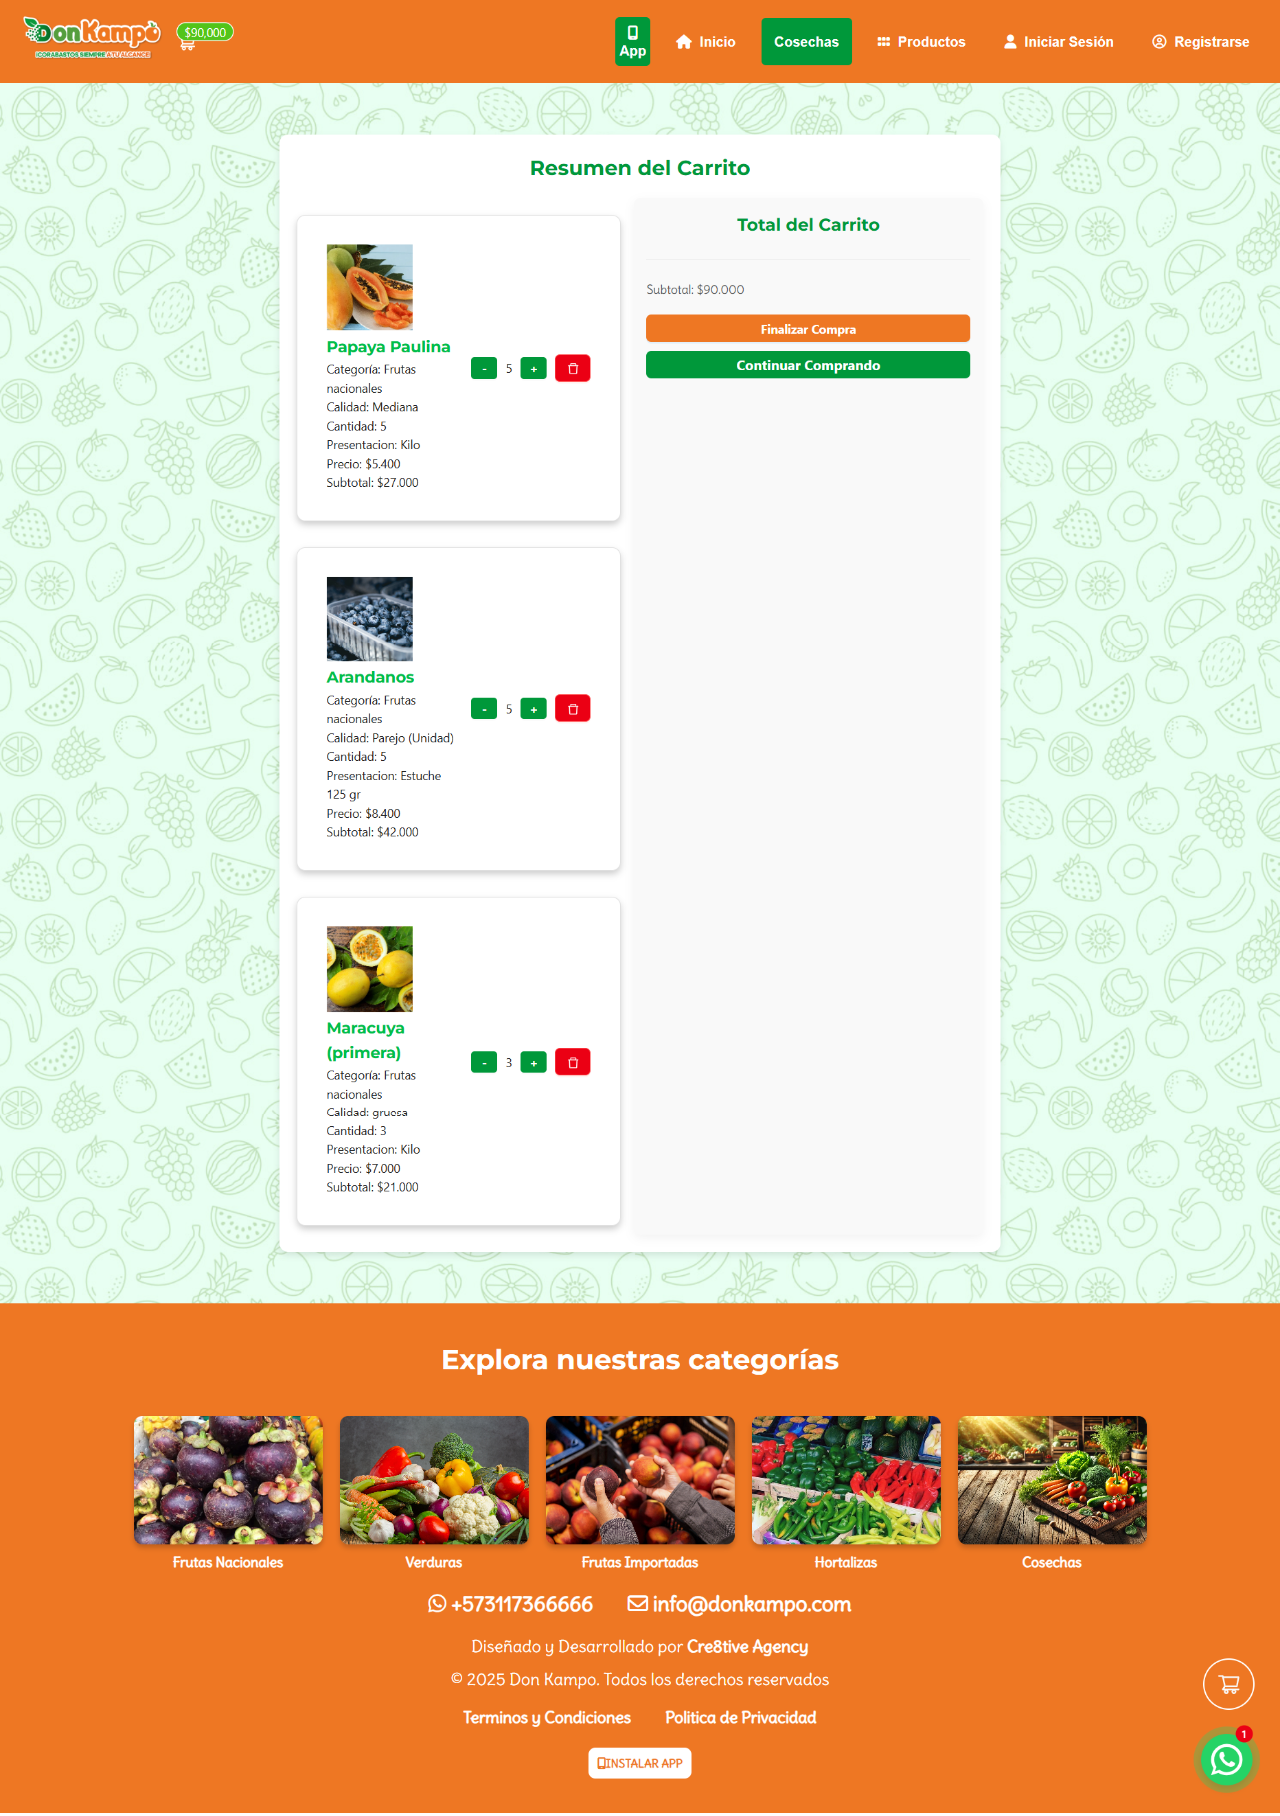 DonKampo
¡CORABASTOS SIEMPRE A TU ALCANCE!
$90,000
App
Inicio
Cosechas
Productos
Iniciar Sesión
Registrarse
Resumen del Carrito
Papaya Paulina
Categoría: Frutas
nacionales
Calidad: Mediana
Cantidad: 5
Presentacion: Kilo
Precio: $5.400
Subtotal: $27.000
-
5
+
Arandanos
Categoría: Frutas
nacionales
Calidad: Parejo (Unidad)
Cantidad: 5
Presentacion: Estuche
125 gr
Precio: $8.400
Subtotal: $42.000
-
5
+
Maracuya
(primera)
Categoría: Frutas
nacionales
Calidad: gruesa
Cantidad: 3
Presentacion: Kilo
Precio: $7.000
Subtotal: $21.000
-
3
+
Total del Carrito
Subtotal: $90.000
Finalizar Compra
Continuar Comprando
Explora nuestras categorías
Frutas Nacionales
Verduras
Frutas Importadas
Hortalizas
Cosechas
+573117366666
info@donkampo.com
Diseñado y Desarrollado por Cre8tive Agency
© 2025 Don Kampo. Todos los derechos reservados
Terminos y Condiciones
Politica de Privacidad
INSTALAR APP
1